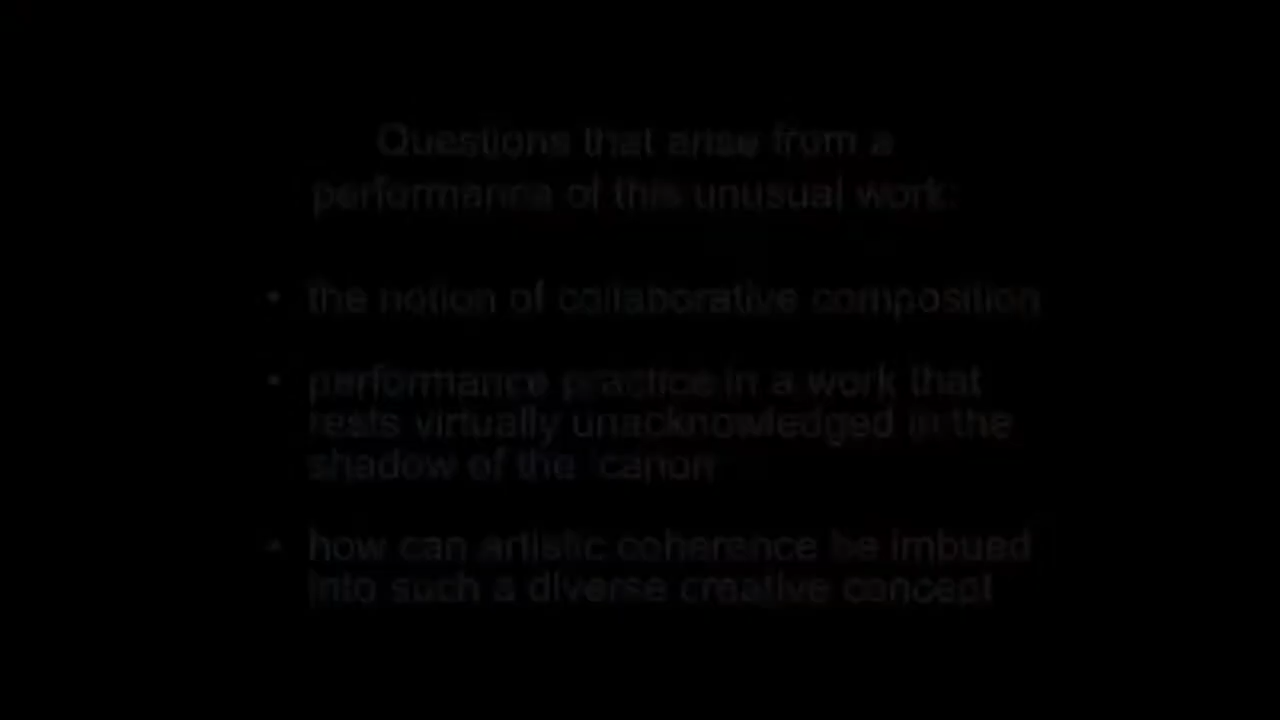 Questions that arise from a
performance of this unusual work:
• the notion of collaborative composition
• performance practice in a work that
rests virtually unacknowledged in the
shadow of the 'canon'
• how can artistic coherence be imbued
into such a diverse creative concept